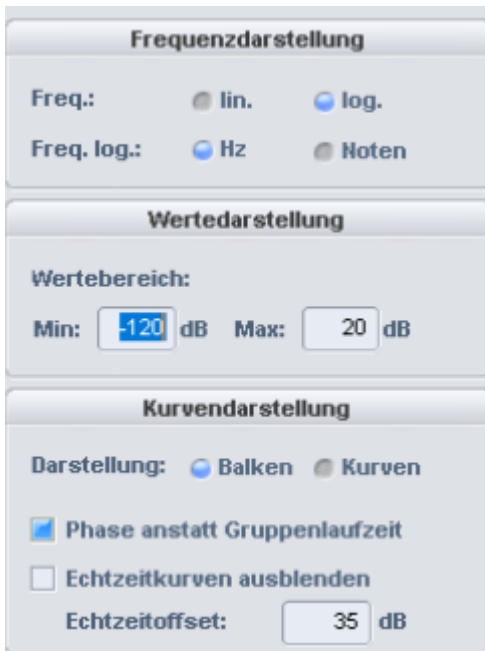 Frequenzdarstellung
Freq.: lin. log.
Freq. log.: Hz Noten
Wertedarstellung
Wertebereich:
Min: -120 dB Max: 20 dB
Kurvendarstellung
Darstellung: Balken Kurven
Phase anstatt Gruppenlaufzeit
Echtzeitkurven ausblenden
Echtzeitoffset: 35 dB